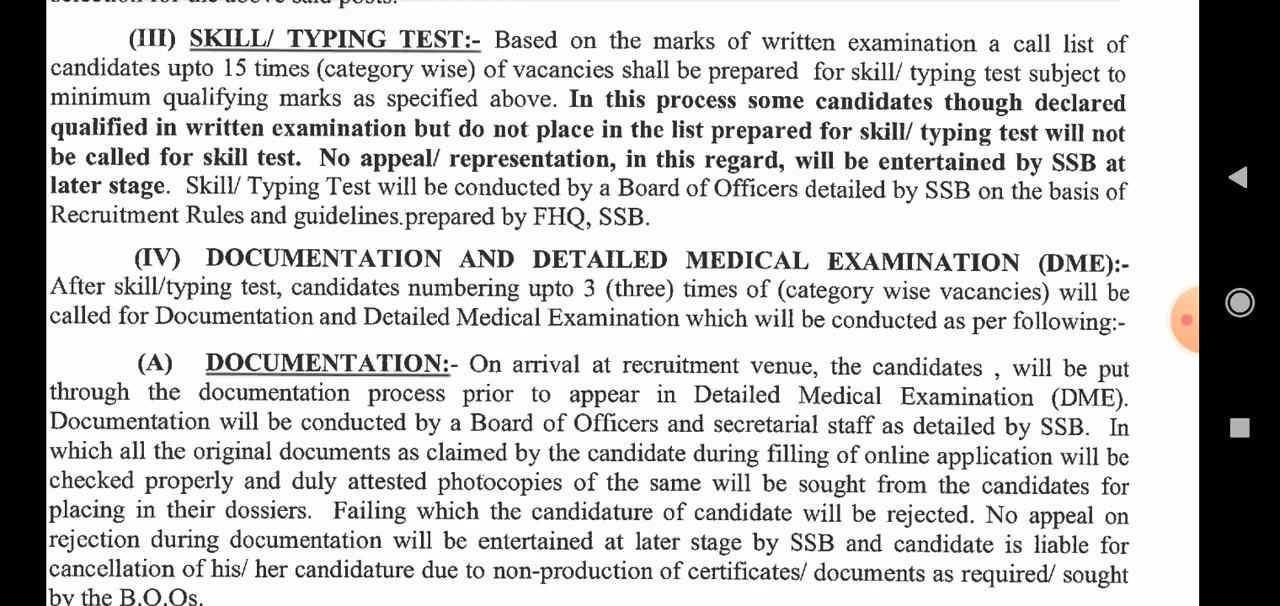 selection for the above said posts.
(III) SKILL/ TYPING TEST:- Based on the marks of written examination a call list of
candidates upto 15 times (category wise) of vacancies shall be prepared for skill/ typing test subject to
minimum qualifying marks as specified above. In this process some candidates though declared
qualified in written examination but do not place in the list prepared for skill/ typing test will not
be called for skill test. No appeal/ representation, in this regard, will be entertained by SSB at
later stage. Skill/ Typing Test will be conducted by a Board of Officers detailed by SSB on the basis of
Recruitment Rules and guidelines.prepared by FHQ, SSB.
(IV) DOCUMENTATION AND DETAILED MEDICAL EXAMINATION (DME):-
After skill/typing test, candidates numbering upto 3 (three) times of (category wise vacancies) will be
called for Documentation and Detailed Medical Examination which will be conducted as per following:-
(A) DOCUMENTATION:- On arrival at recruitment venue, the candidates , will be put
through the documentation process prior to appear in Detailed Medical Examination (DME).
Documentation will be conducted by a Board of Officers and secretarial staff as detailed by SSB. In
which all the original documents as claimed by the candidate during filling of online application will be
checked properly and duly attested photocopies of the same will be sought from the candidates for
placing in their dossiers. Failing which the candidature of candidate will be rejected. No appeal on
rejection during documentation will be entertained at later stage by SSB and candidate is liable for
cancellation of his/ her candidature due to non-production of certificates/ documents as required/ sought
by the B.O.Os.